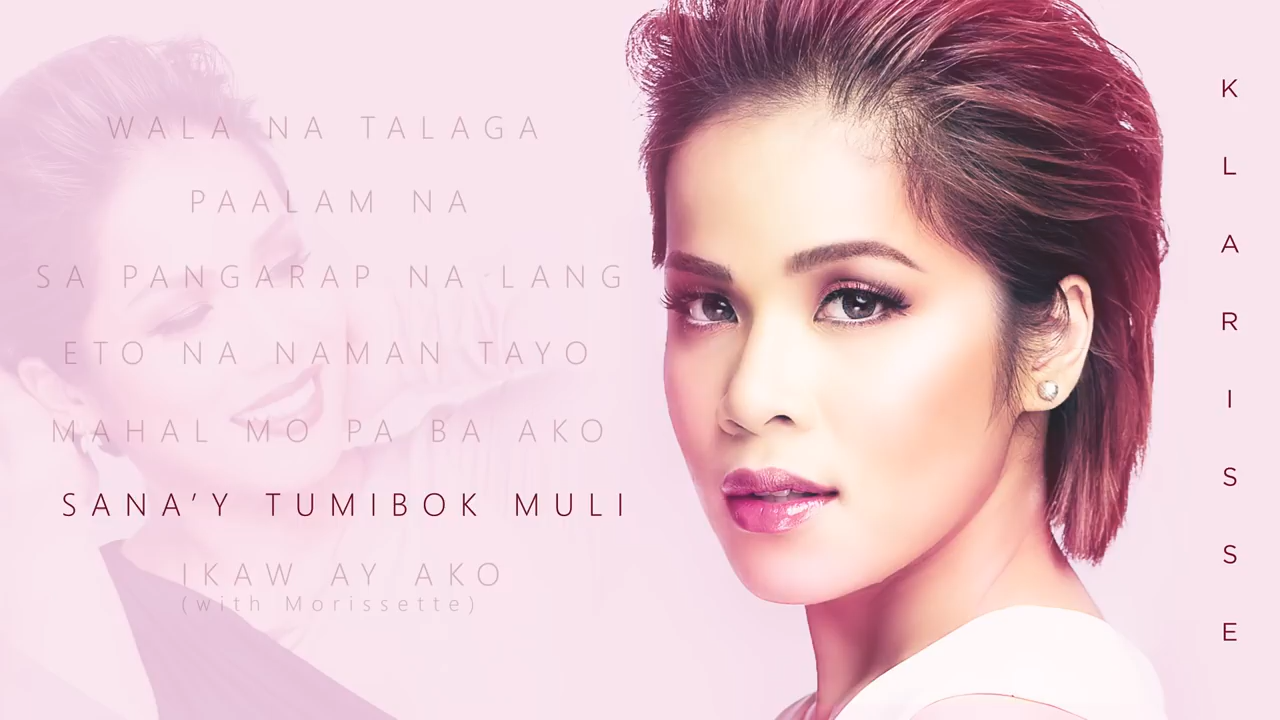 WALA NA TALAGA
PAALAM NA
SA PANGARAP NA LANG
ETO NA NAMAN TAYO
MAHAL MO PA BA AKO
SANA’Y TUMIBOK MULI
IKAW AY AKO
(with Morissette)
KLARISSE